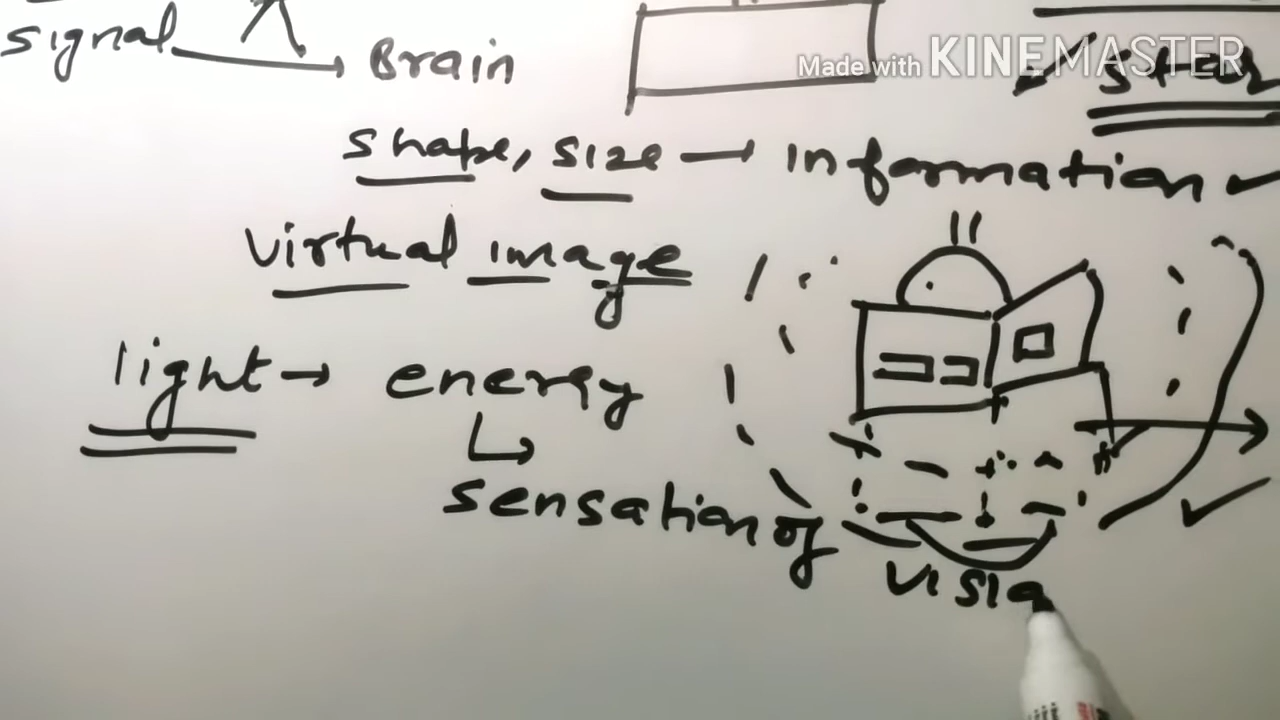 signal → Brain
Made with KINEMASTER
shape, size → information
virtual image
light → energy
sensation of
visio